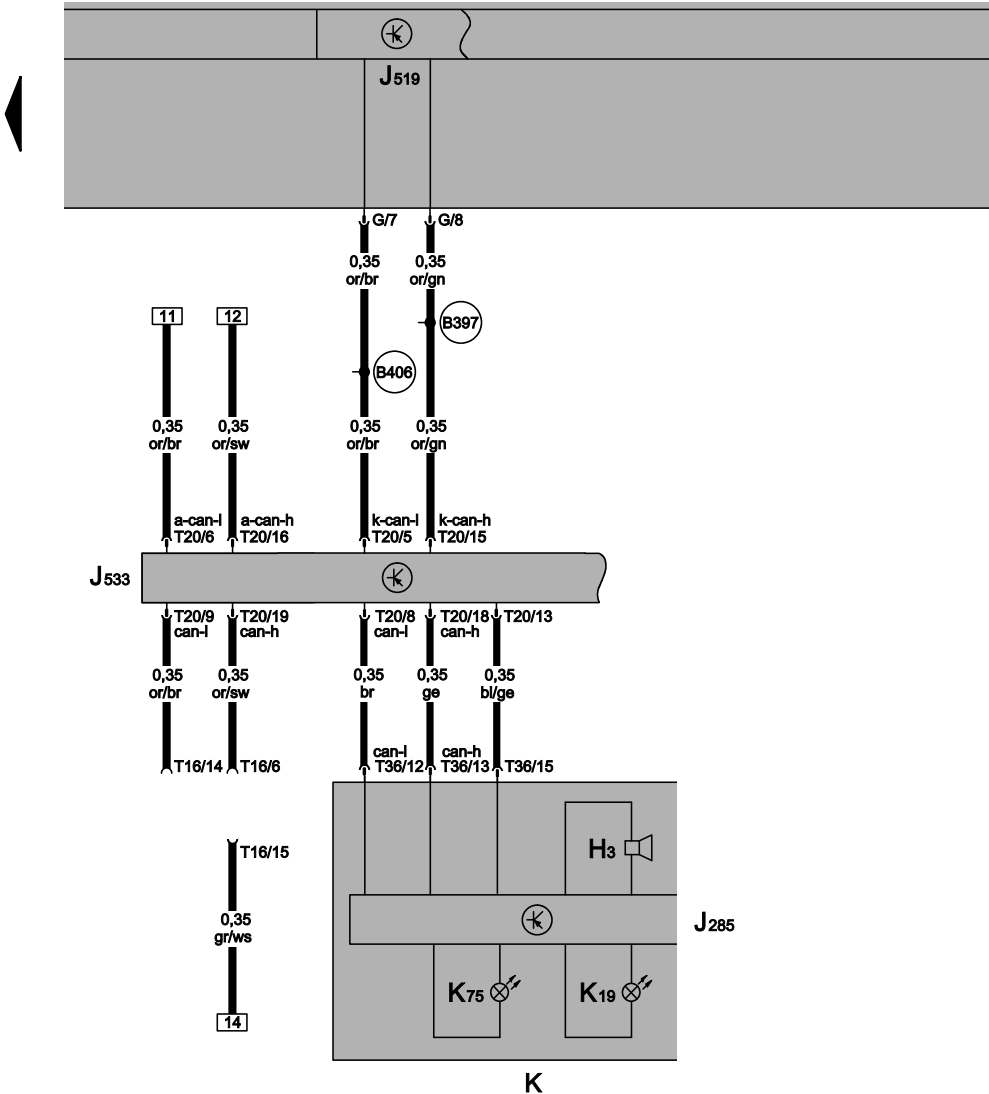 J519
G/7 G/8
0,35 0,35
or/br or/gn
11 12
B397
B406
0,35 0,35 0,35 0,35
or/br or/sw or/br or/gn
a-can-l a-can-h k-can-l k-can-h
T20/6 T20/16 T20/5 T20/15
J533
T20/9 T20/19 T20/8 T20/18 T20/13
can-l can-h can-l can-h
0,35 0,35 0,35 0,35 0,35
or/br or/sw br ge bl/ge
can-l can-h
T16/14 T16/6 T36/12 T36/13 T36/15
H3
T16/15
0,35
gr/ws
J285
K75 K19
14
K